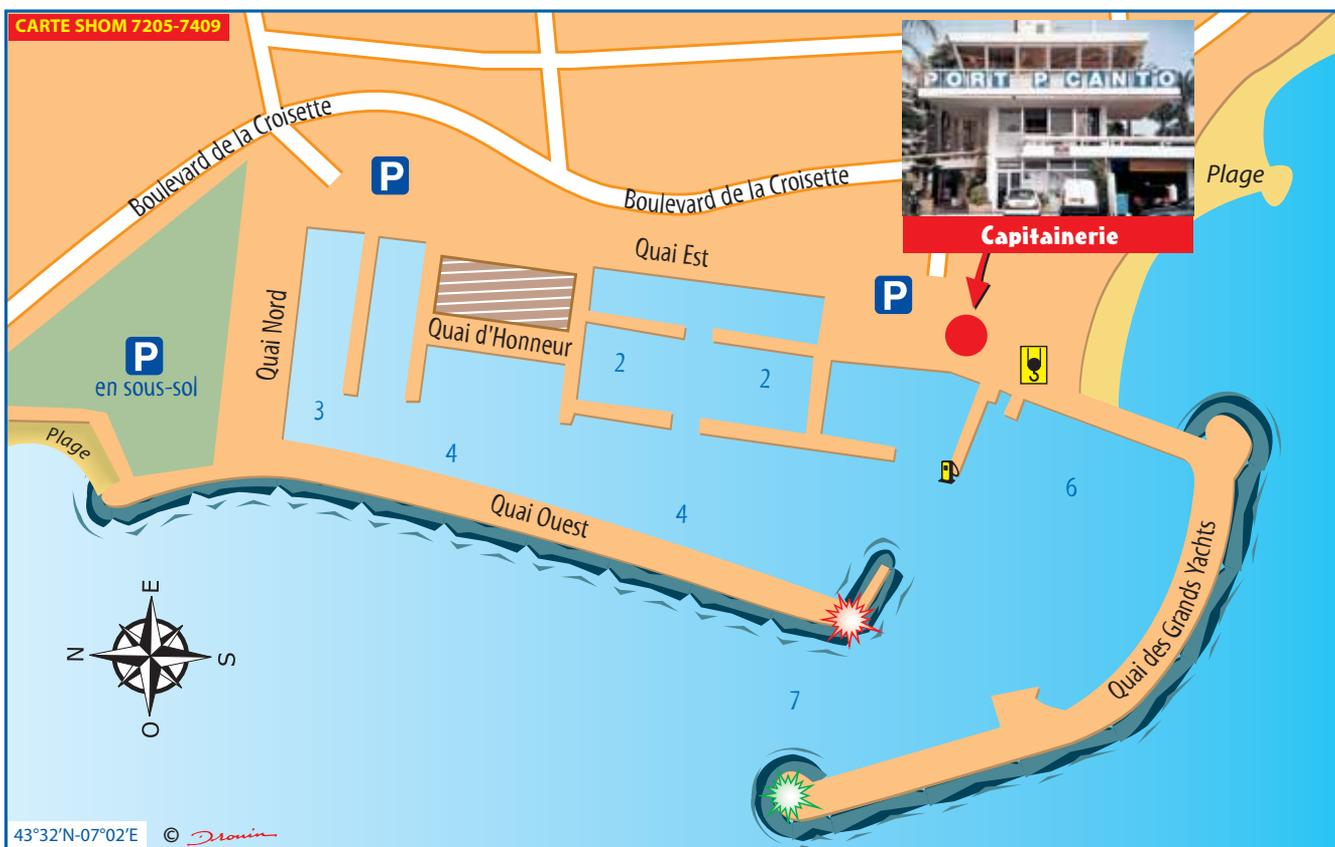 CARTE SHOM 7205-7409
PORT P.CANTO
Capitainerie
Boulevard de la Croisette
P
Boulevard de la Croisette
Plage
Quai Est
P
Quai Nord
Quai d'Honneur
P
en sous-sol
2
2
3
Plage
4
6
4
Quai Ouest
Quai des Grands Yachts
E
N
S
O
7
43°32'N-07°02'E © Drouin